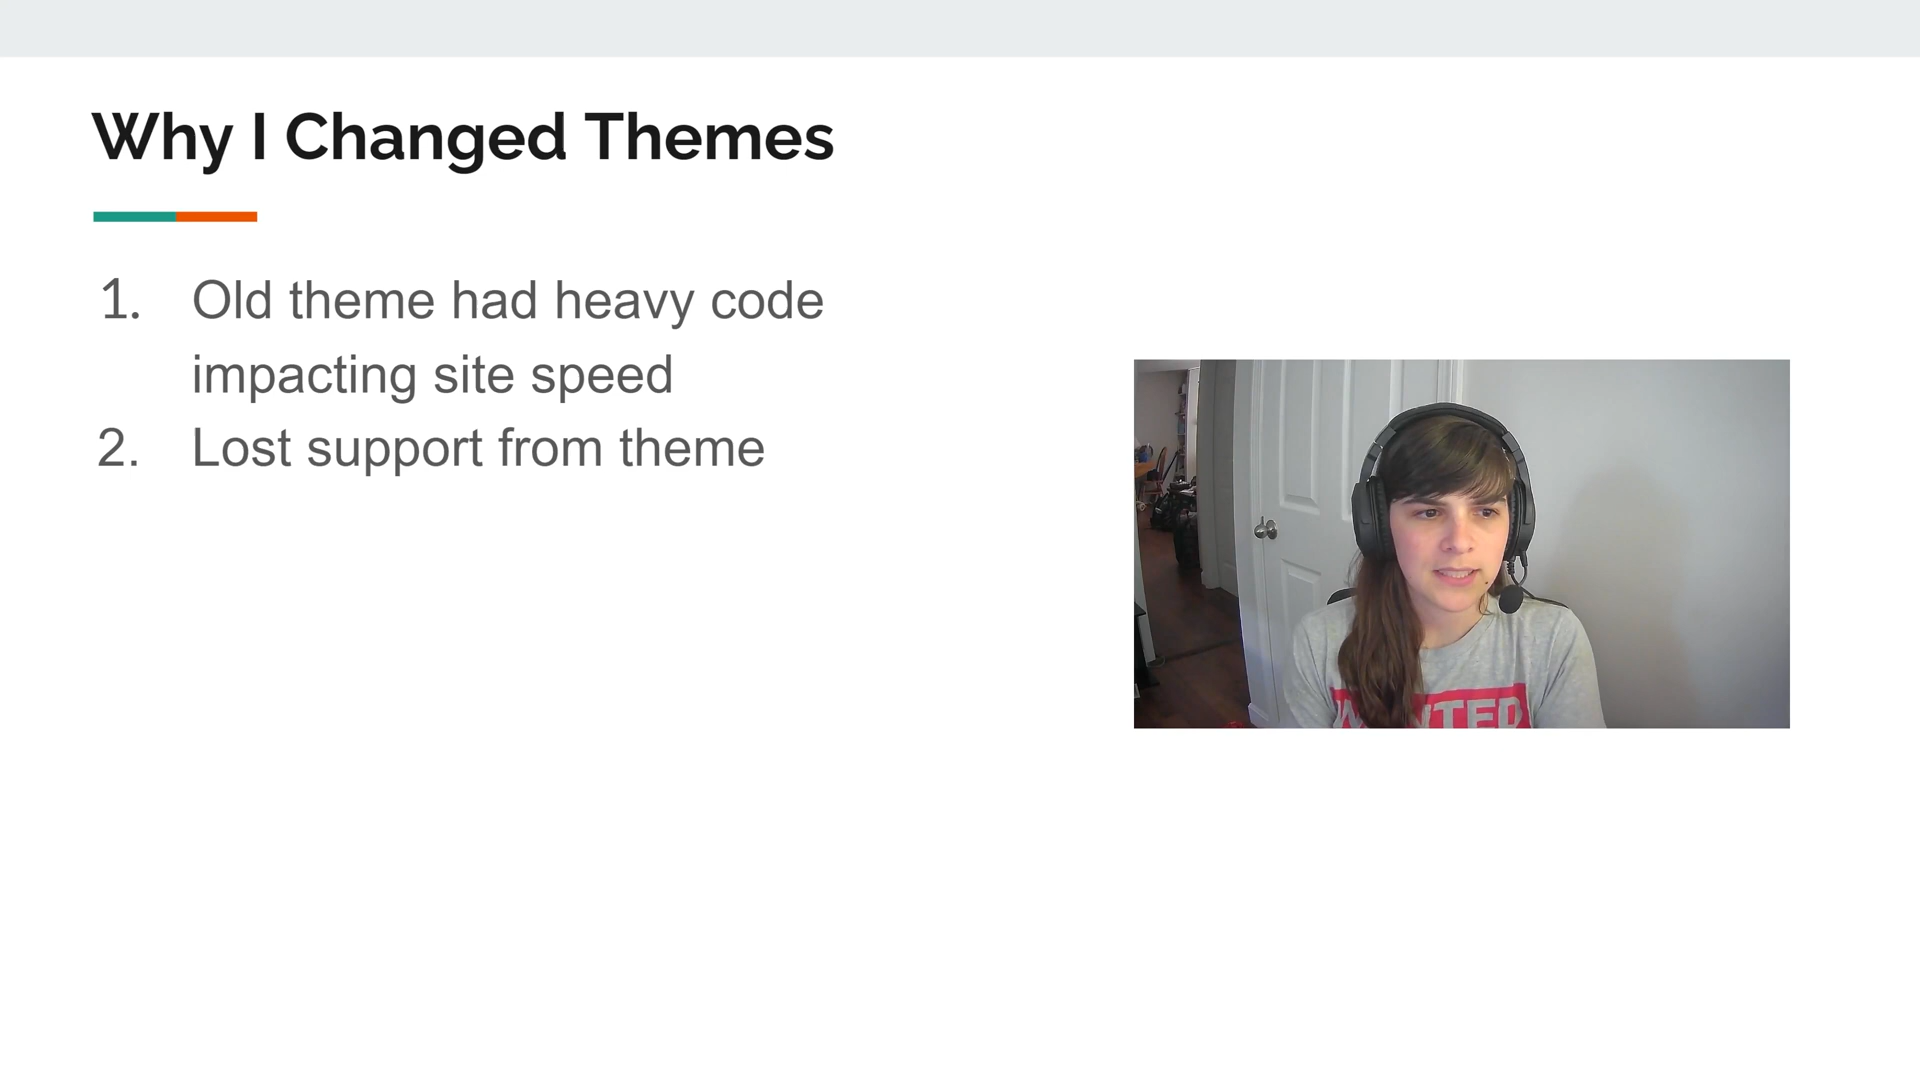 Why I Changed Themes
1. Old theme had heavy code
impacting site speed
2. Lost support from theme